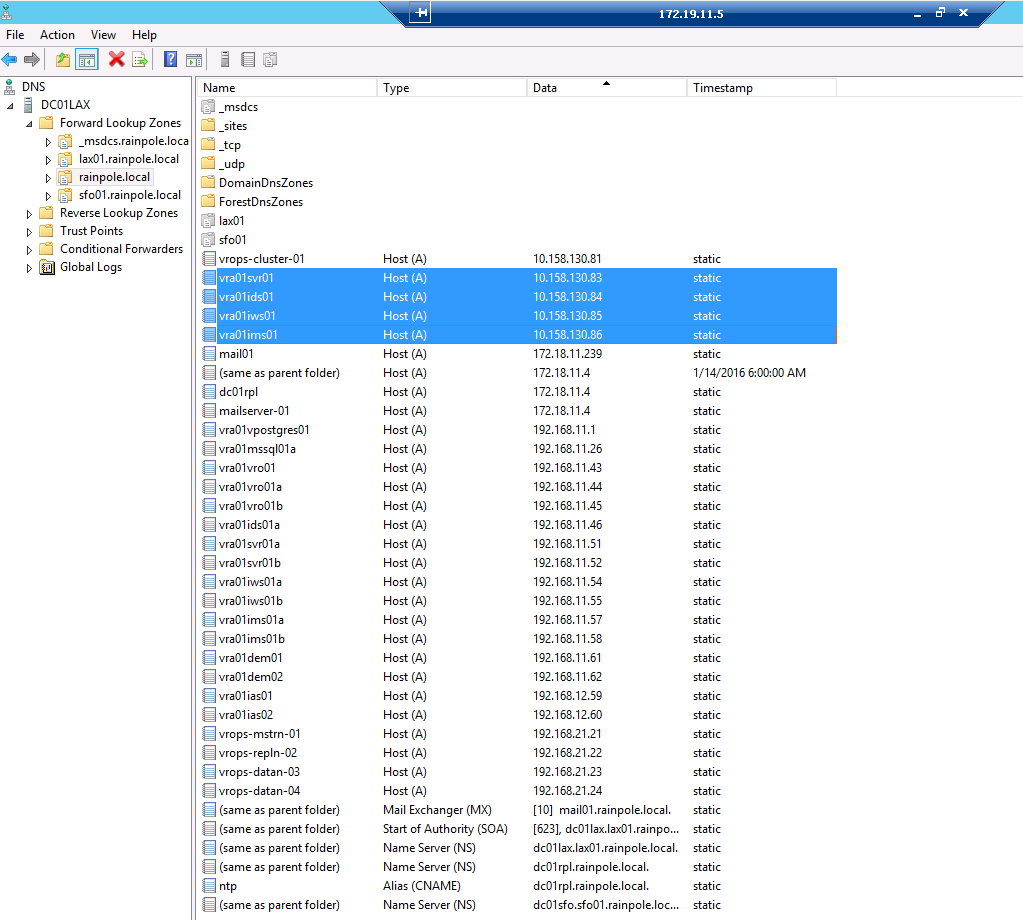 172.19.11.5
File Action View Help
DNS
DC01LAX
Forward Lookup Zones
_msdcs.rainpole.loca
lax01.rainpole.local
rainpole.local
sfo01.rainpole.local
Reverse Lookup Zones
Trust Points
Conditional Forwarders
Global Logs
Name Type Data Timestamp
_msdcs
_sites
_tcp
_udp
DomainDnsZones
ForestDnsZones
lax01
sfo01
vrops-cluster-01 Host (A) 10.158.130.81 static
vra01svr01 Host (A) 10.158.130.83 static
vra01ids01 Host (A) 10.158.130.84 static
vra01iws01 Host (A) 10.158.130.85 static
vra01ims01 Host (A) 10.158.130.86 static
mail01 Host (A) 172.18.11.239 static
(same as parent folder) Host (A) 172.18.11.4 1/14/2016 6:00:00 AM
dc01rpl Host (A) 172.18.11.4 static
mailserver-01 Host (A) 172.18.11.4 static
vra01vpostgres01 Host (A) 192.168.11.1 static
vra01mssql01a Host (A) 192.168.11.26 static
vra01vro01 Host (A) 192.168.11.43 static
vra01vro01a Host (A) 192.168.11.44 static
vra01vro01b Host (A) 192.168.11.45 static
vra01ids01a Host (A) 192.168.11.46 static
vra01svr01a Host (A) 192.168.11.51 static
vra01svr01b Host (A) 192.168.11.52 static
vra01iws01a Host (A) 192.168.11.54 static
vra01iws01b Host (A) 192.168.11.55 static
vra01ims01a Host (A) 192.168.11.57 static
vra01ims01b Host (A) 192.168.11.58 static
vra01dem01 Host (A) 192.168.11.61 static
vra01dem02 Host (A) 192.168.11.62 static
vra01ias01 Host (A) 192.168.12.59 static
vra01ias02 Host (A) 192.168.12.60 static
vrops-mstrn-01 Host (A) 192.168.21.21 static
vrops-repln-02 Host (A) 192.168.21.22 static
vrops-datan-03 Host (A) 192.168.21.23 static
vrops-datan-04 Host (A) 192.168.21.24 static
(same as parent folder) Mail Exchanger (MX) [10] mail01.rainpole.local. static
(same as parent folder) Start of Authority (SOA) [623], dc01lax.lax01.rainpo... static
(same as parent folder) Name Server (NS) dc01lax.lax01.rainpole.local. static
(same as parent folder) Name Server (NS) dc01rpl.rainpole.local. static
ntp Alias (CNAME) dc01rpl.rainpole.local. static
(same as parent folder) Name Server (NS) dc01sfo.sfo01.rainpole.loc... static